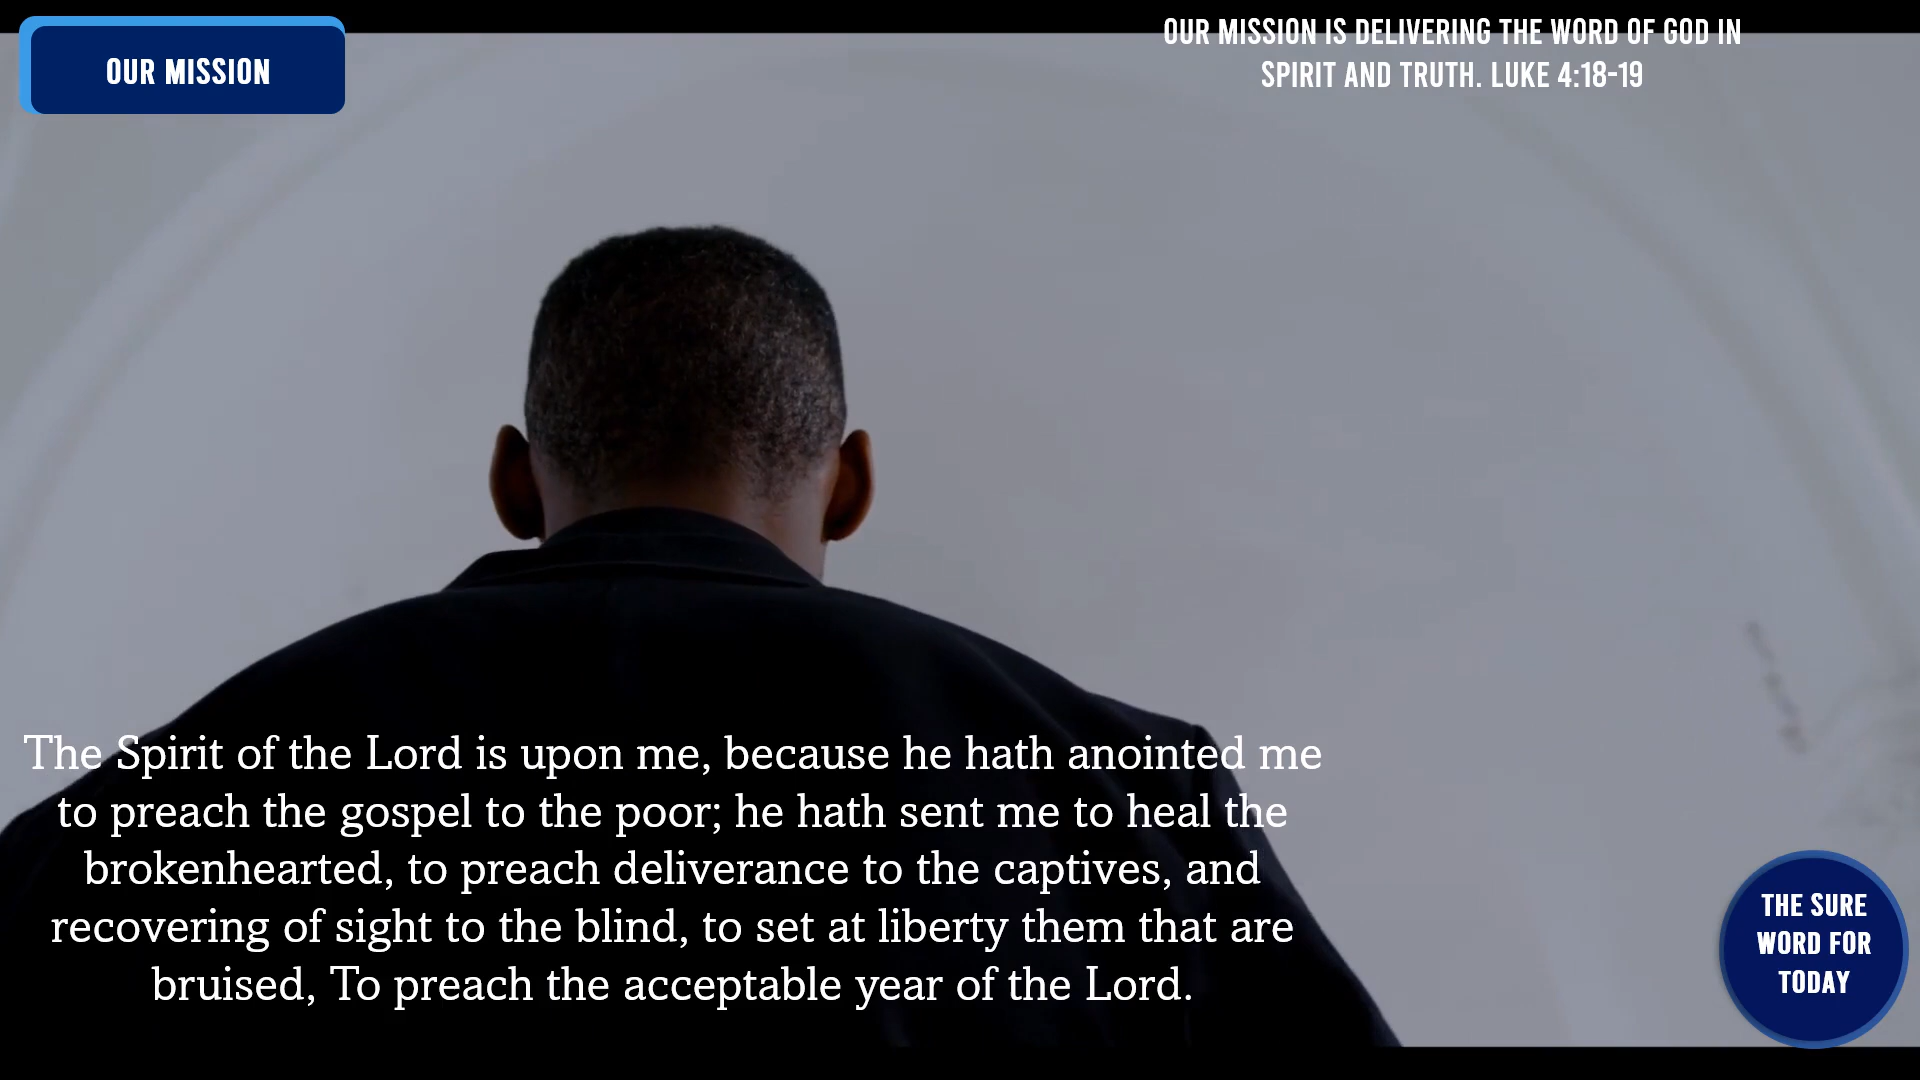 OUR MISSION
OUR MISSION IS DELIVERING THE WORD OF GOD IN
SPIRIT AND TRUTH. LUKE 4:18-19
The Spirit of the Lord is upon me, because he hath anointed me
to preach the gospel to the poor; he hath sent me to heal the
brokenhearted, to preach deliverance to the captives, and
recovering of sight to the blind, to set at liberty them that are
bruised, To preach the acceptable year of the Lord.
THE SURE
WORD FOR
TODAY